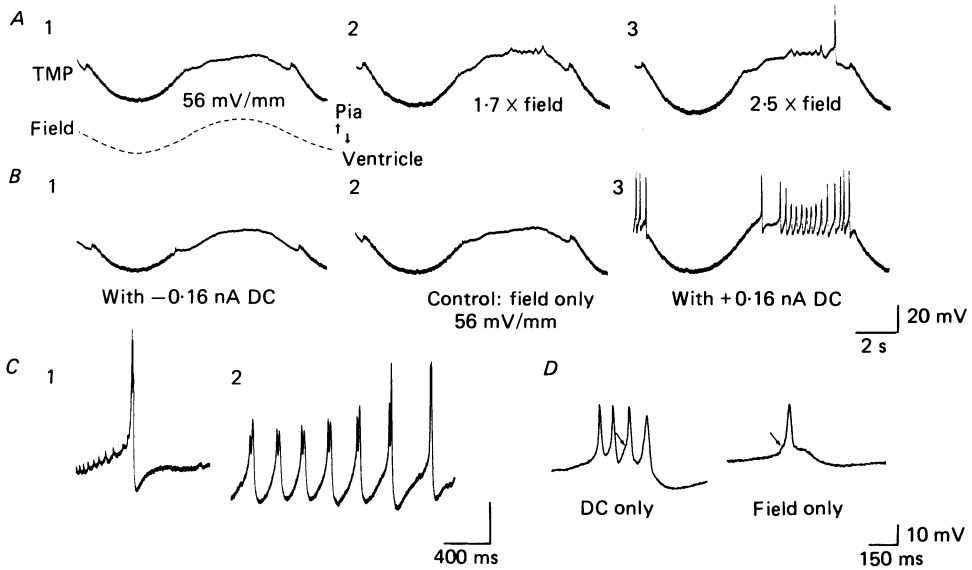 A
1
2
3
TMP
56 mV/mm
1·7 × field
2·5 × field
Field
Pia
Ventricle
B
1
2
3
With −0·16 nA DC
Control: field only
56 mV/mm
With +0·16 nA DC
20 mV
2 s
C
1
2
D
DC only
Field only
400 ms
10 mV
150 ms